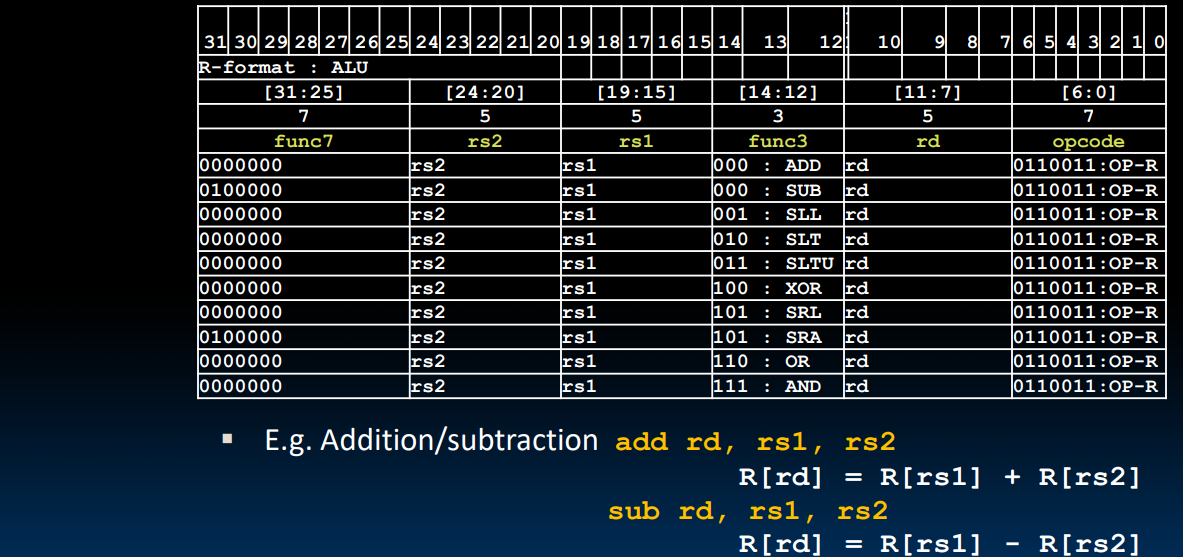 31 30 29 28 27 26 25 24 23 22 21 20 19 18 17 16 15 14 13 12 10 9 8 7 6 5 4 3 2 1 0
R-format : ALU
[31:25] [24:20] [19:15] [14:12] [11:7] [6:0]
7 5 5 3 5 7
func7 rs2 rs1 func3 rd opcode
0000000 rs2 rs1 000 : ADD rd 0110011:OP-R
0100000 rs2 rs1 000 : SUB rd 0110011:OP-R
0000000 rs2 rs1 001 : SLL rd 0110011:OP-R
0000000 rs2 rs1 010 : SLT rd 0110011:OP-R
0000000 rs2 rs1 011 : SLTU rd 0110011:OP-R
0000000 rs2 rs1 100 : XOR rd 0110011:OP-R
0000000 rs2 rs1 101 : SRL rd 0110011:OP-R
0100000 rs2 rs1 101 : SRA rd 0110011:OP-R
0000000 rs2 rs1 110 : OR rd 0110011:OP-R
0000000 rs2 rs1 111 : AND rd 0110011:OP-R
▪ E.g. Addition/subtraction add rd, rs1, rs2
R[rd] = R[rs1] + R[rs2]
sub rd, rs1, rs2
R[rd] = R[rs1] - R[rs2]